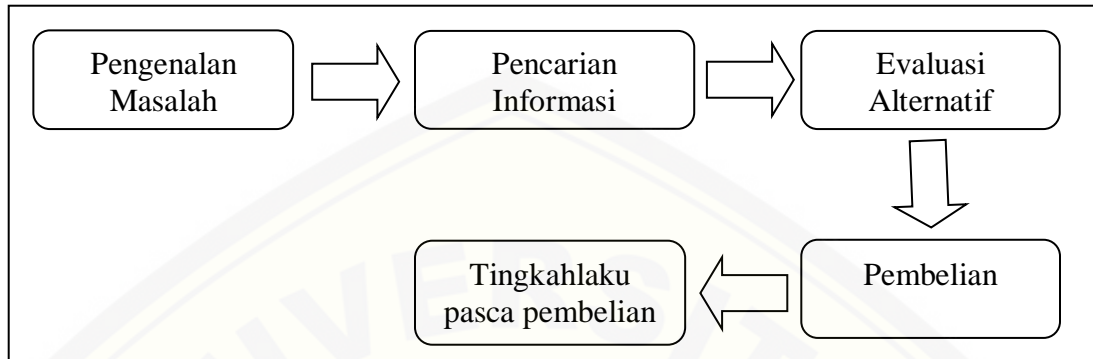 Pengenalan
Masalah
Pencarian
Informasi
Evaluasi
Alternatif
Pembelian
Tingkahlaku
pasca pembelian